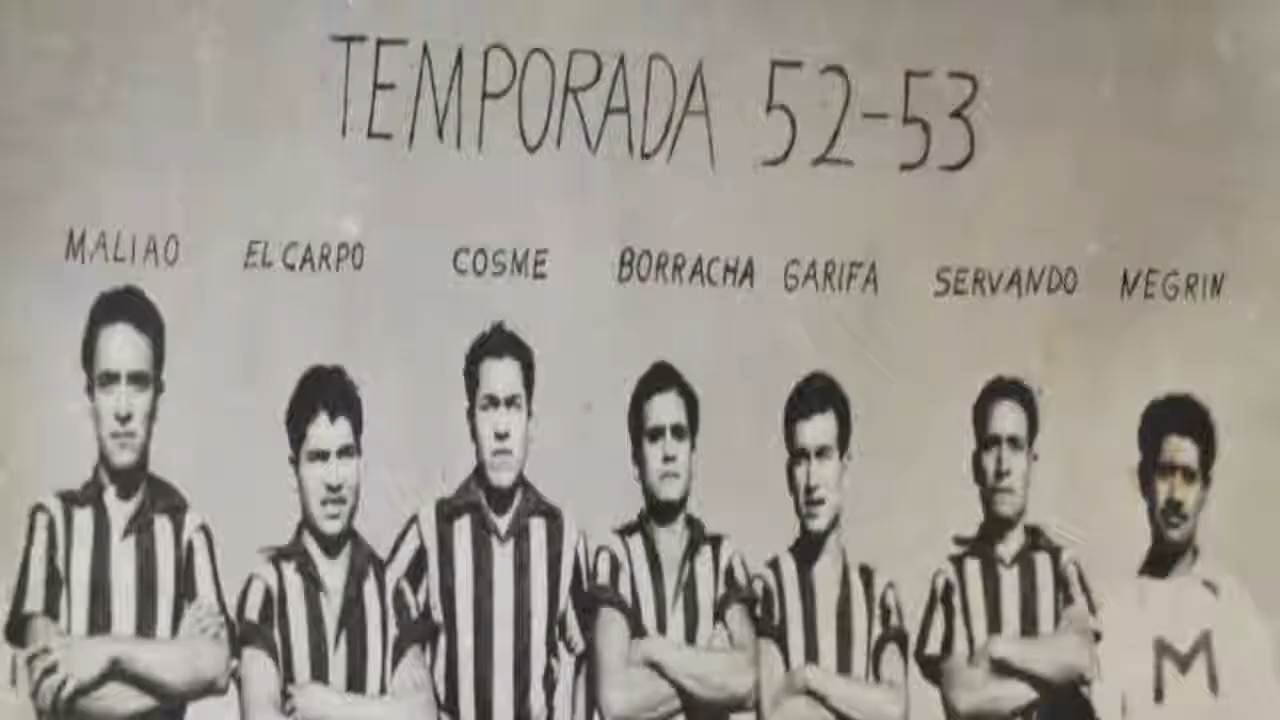 TEMPORADA 52-53
MALIAO EL CARPO COSME BORRACHA GARIFA SERVANDO NEGRIN
M